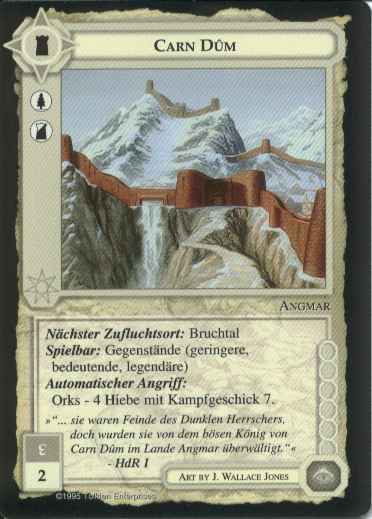 CARN DÛM
ANGMAR
Nächster Zufluchtsort: Bruchtal
Spielbar: Gegenstände (geringere,
bedeutende, legendäre)
Automatischer Angriff:
Orks - 4 Hiebe mit Kampfgeschick 7.
»"... sie waren Feinde des Dunklen Herrschers,
doch wurden sie von dem bösen König von
Carn Dûm im Lande Angmar überwältigt."«
- HdR I
2
ART BY J. WALLACE JONES
©1995 Tolkien Enterprises